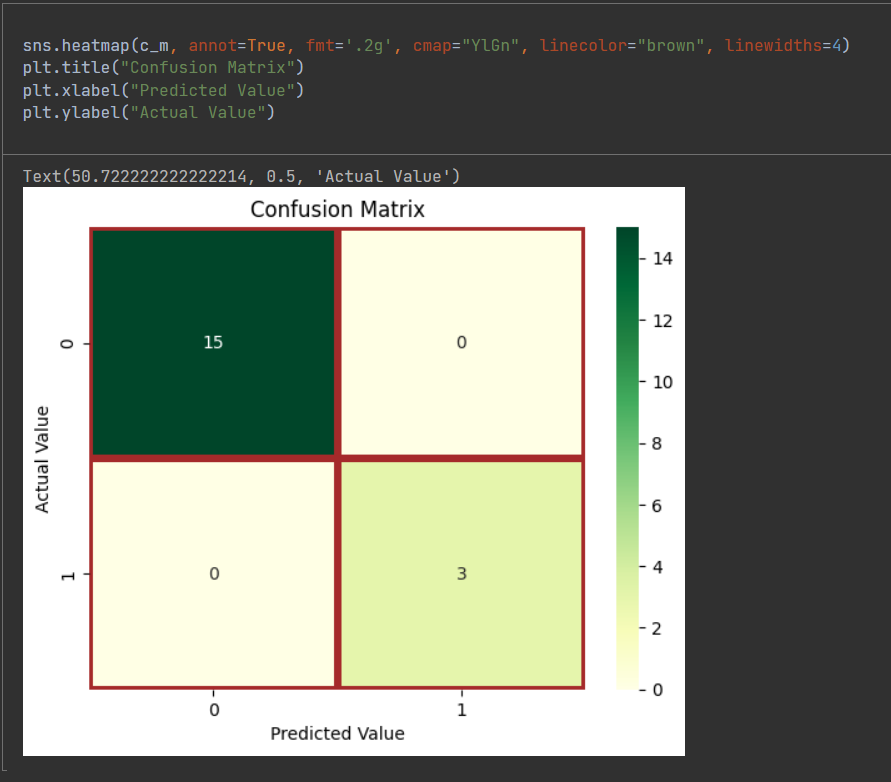 sns.heatmap(c_m, annot=True, fmt='.2g', cmap="YlGn", linecolor="brown", linewidths=4)
plt.title("Confusion Matrix")
plt.xlabel("Predicted Value")
plt.ylabel("Actual Value")
Text(50.722222222222214, 0.5, 'Actual Value')
Confusion Matrix
15
0
0
3
0
1
Actual Value
0
1
Predicted Value
14
12
10
8
6
4
2
0